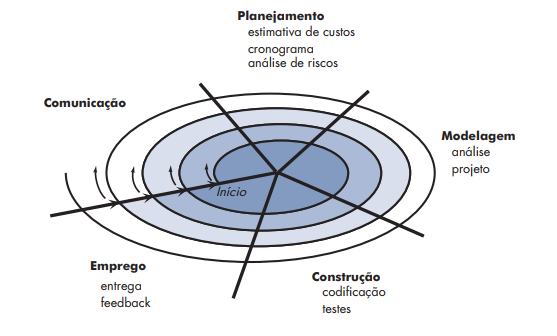 Planejamento
estimativa de custos
cronograma
análise de riscos
Comunicação
Modelagem
análise
projeto
Início
Emprego
entrega
feedback
Construção
codificação
testes